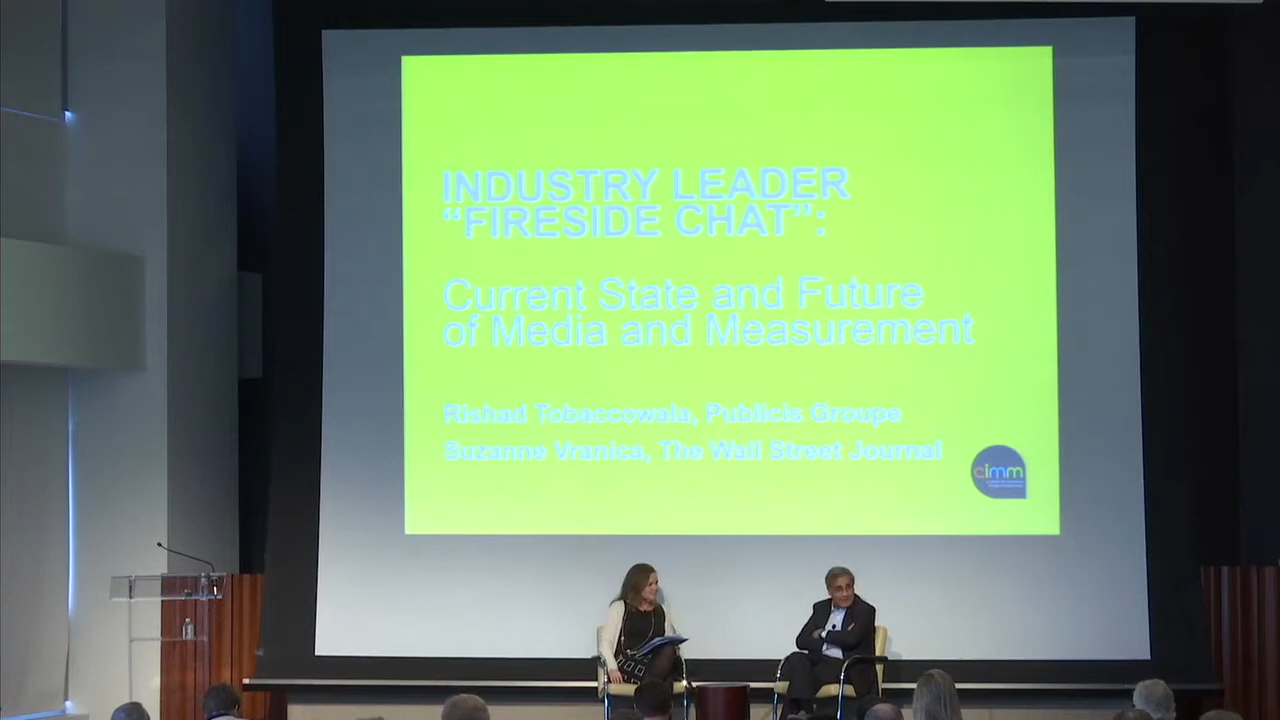 INDUSTRY LEADER
“FIRESIDE CHAT”:
Current State and Future
of Media and Measurement
Rishad Tobaccowala, Publicis Groupe
Suzanne Vranica, The Wall Street Journal
cimm